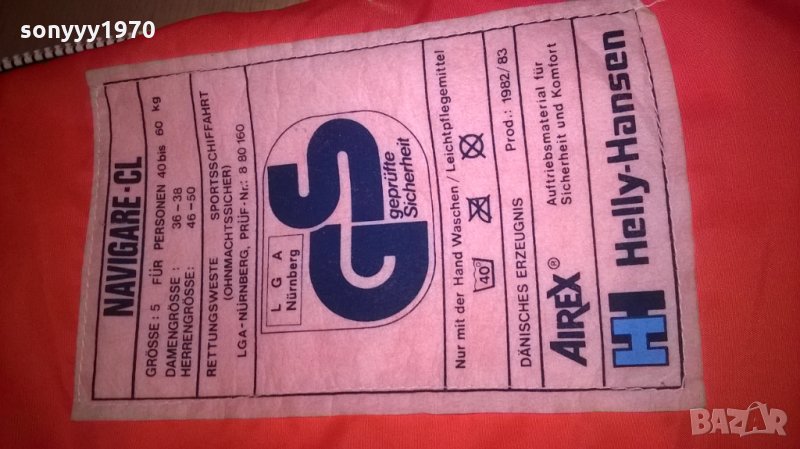 sonyyy1970
NAVIGARE-CL
GRÖSSE: 5 FÜR PERSONEN 40 bis 60 kg
DAMENGRÖSSE: 36-38
HERRENGRÖSSE: 46-50
RETTUNGSWESTE SPORTSSCHIFFAHRT
(OHNMACHTSSICHER)
LGA-NÜRNBERG, PRÜF-Nr.: 8 80 160
LGA
Nürnberg
GS
geprüfte
Sicherheit
Nur mit der Hand Waschen/Leichtpflegemittel
40°
DÄNISCHES ERZEUGNIS Prod.: 1982/83
AIREX®
Auftriebsmaterial für
Sicherheit und Komfort
HH Helly-Hansen
BAZAR